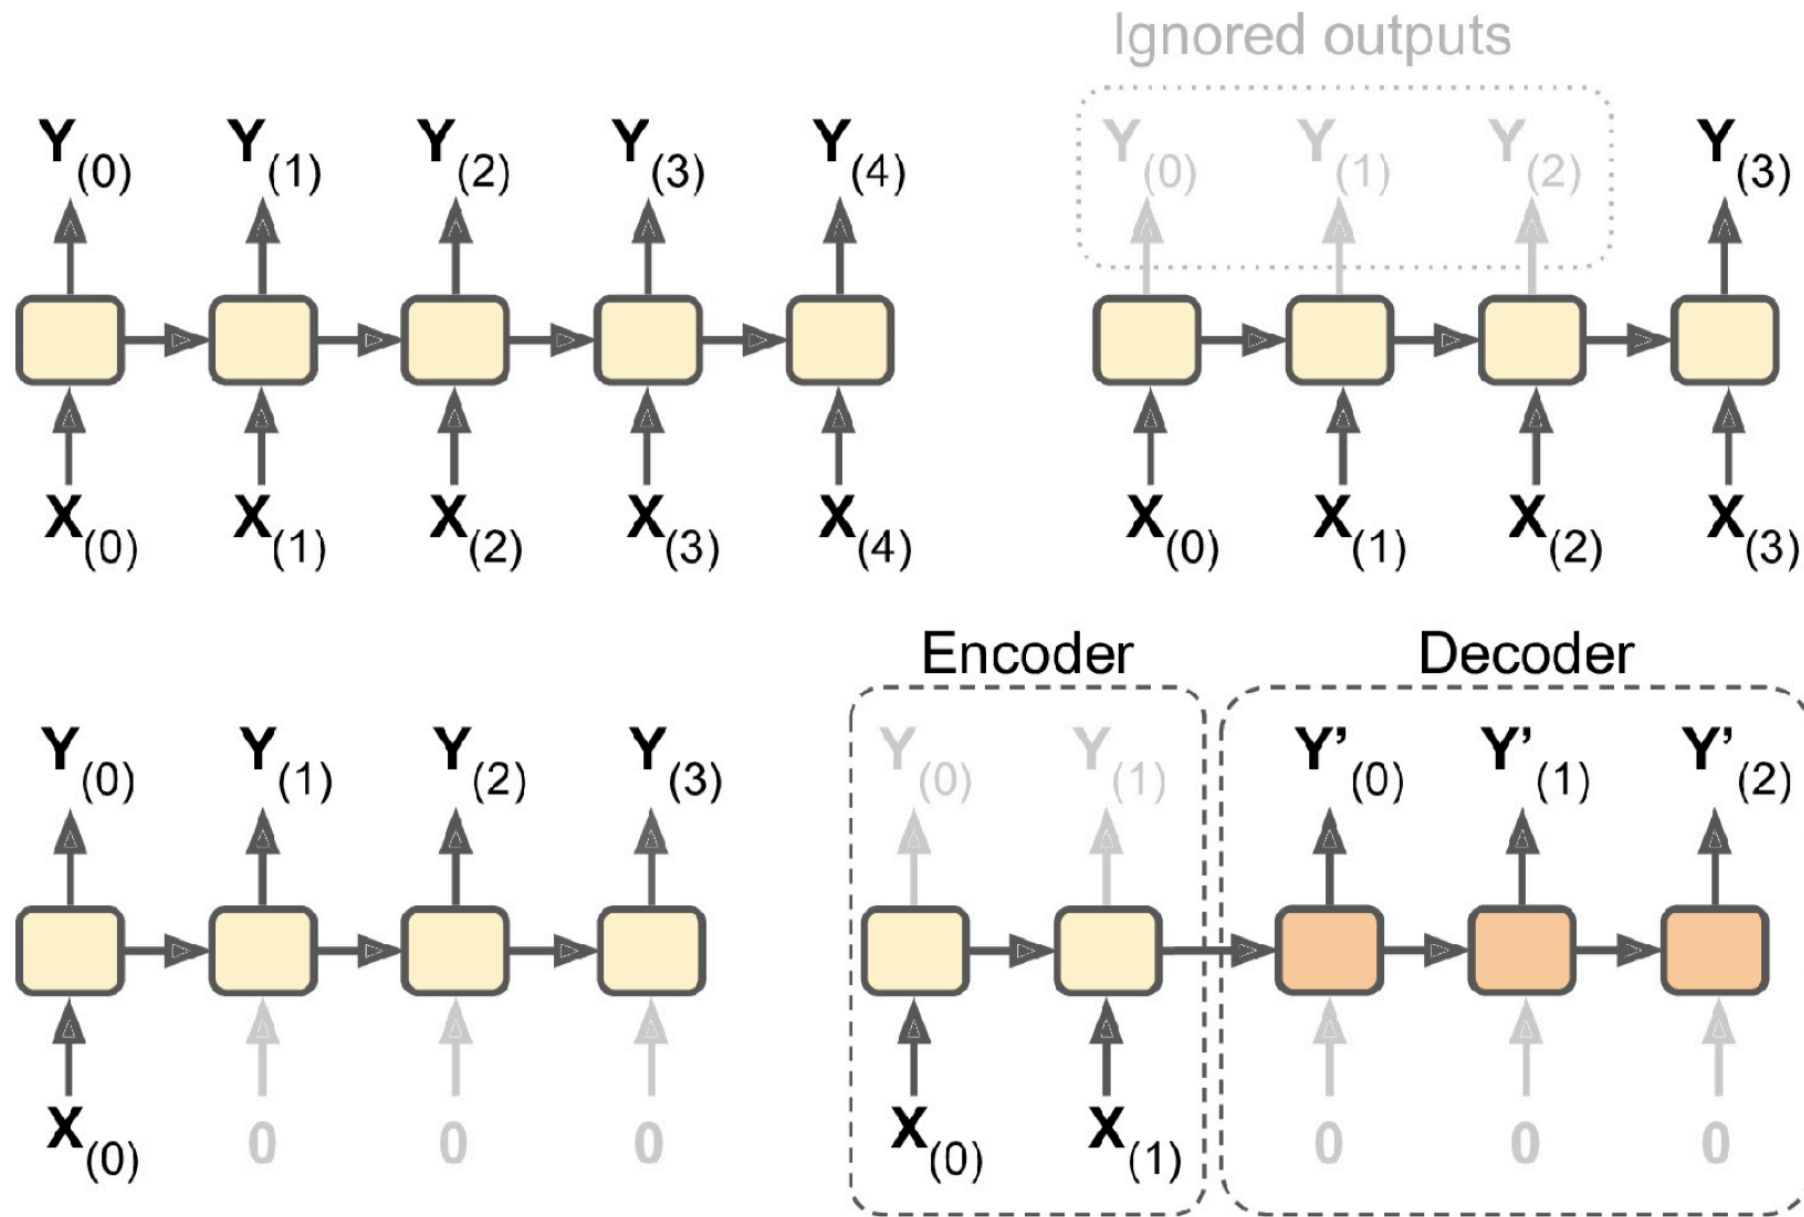 Ignored outputs
Y(0) Y(1) Y(2) Y(3) Y(4)
Y(0) Y(1) Y(2) Y(3)
X(0) X(1) X(2) X(3) X(4)
X(0) X(1) X(2) X(3)
Encoder
Decoder
Y(0) Y(1) Y(2) Y(3)
Y(0) Y(1) Y’(0) Y’(1) Y’(2)
X(0) 0 0 0
X(0) X(1) 0 0 0